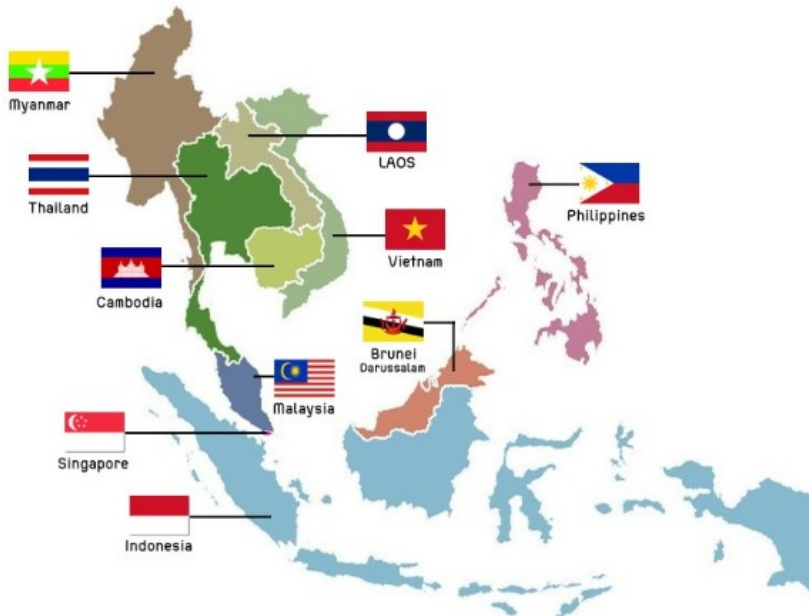 Myanmar
LAOS
Thailand
Philippines
Vietnam
Cambodia
Brunei
Darussalam
Malaysia
Singapore
Indonesia